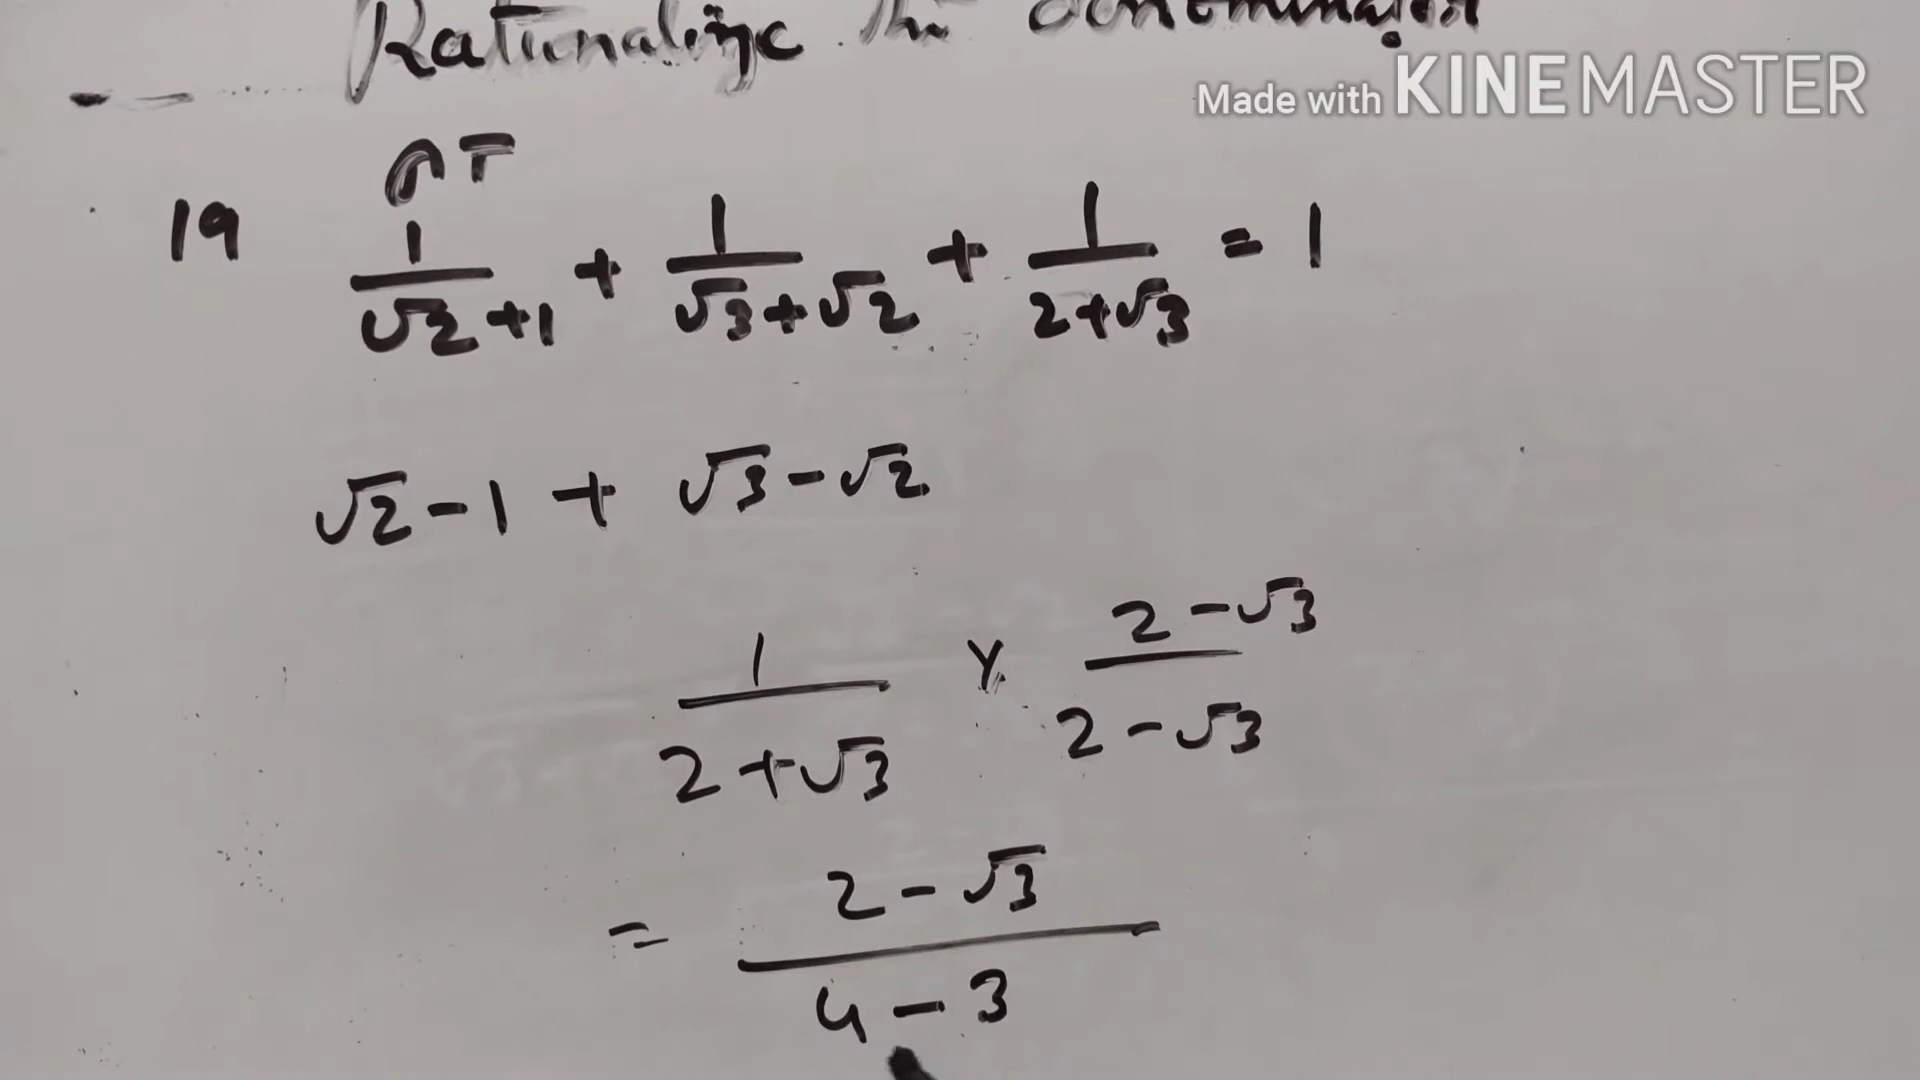 Rationalize the denominator
Made with KINEMASTER
19
1/(√2+1) + 1/(√3+√2) + 1/(2+√3) = 1
√2-1 + √3-√2
1/(2+√3) × (2-√3)/(2-√3)
= (2-√3)/(4-3)